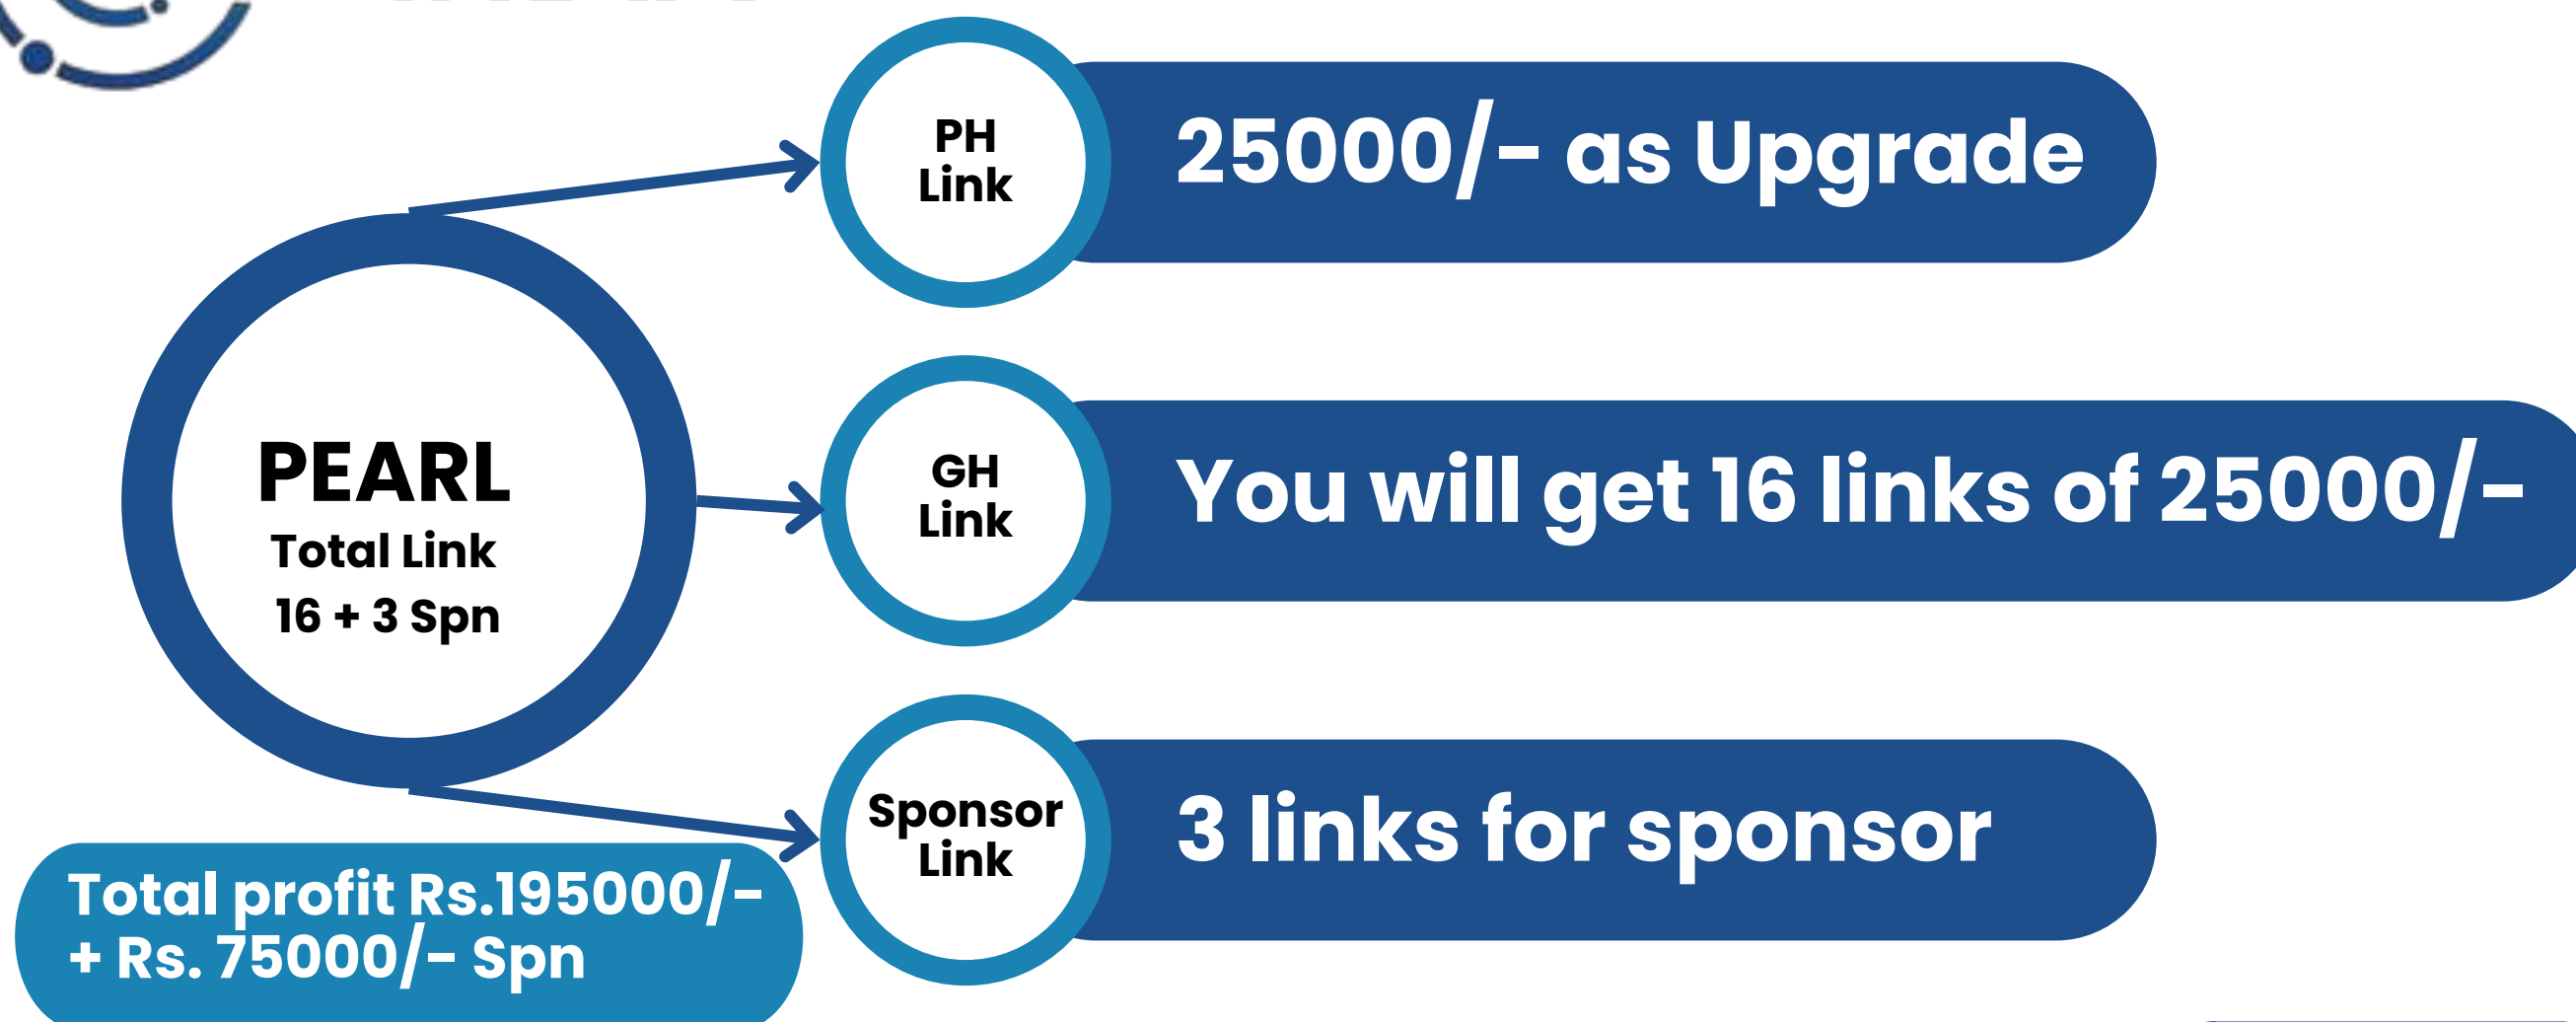 PH
Link
25000/- as Upgrade
PEARL
Total Link
16 + 3 Spn
GH
Link
You will get 16 links of 25000/-
Sponsor
Link
3 links for sponsor
Total profit Rs.195000/-
+ Rs. 75000/- Spn